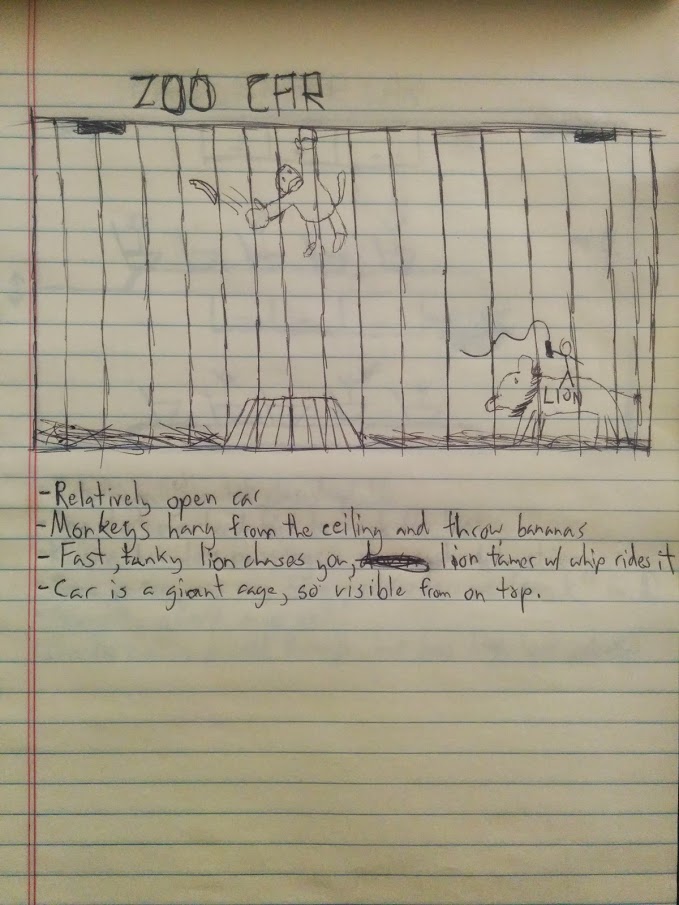 ZOO CAR
LION
-Relatively open car
-Monkeys hang from the ceiling and throw bananas
- Fast, tanky lion chases you, lion tamer w/ whip rides it
-Car is a giant cage, so visible from on top.